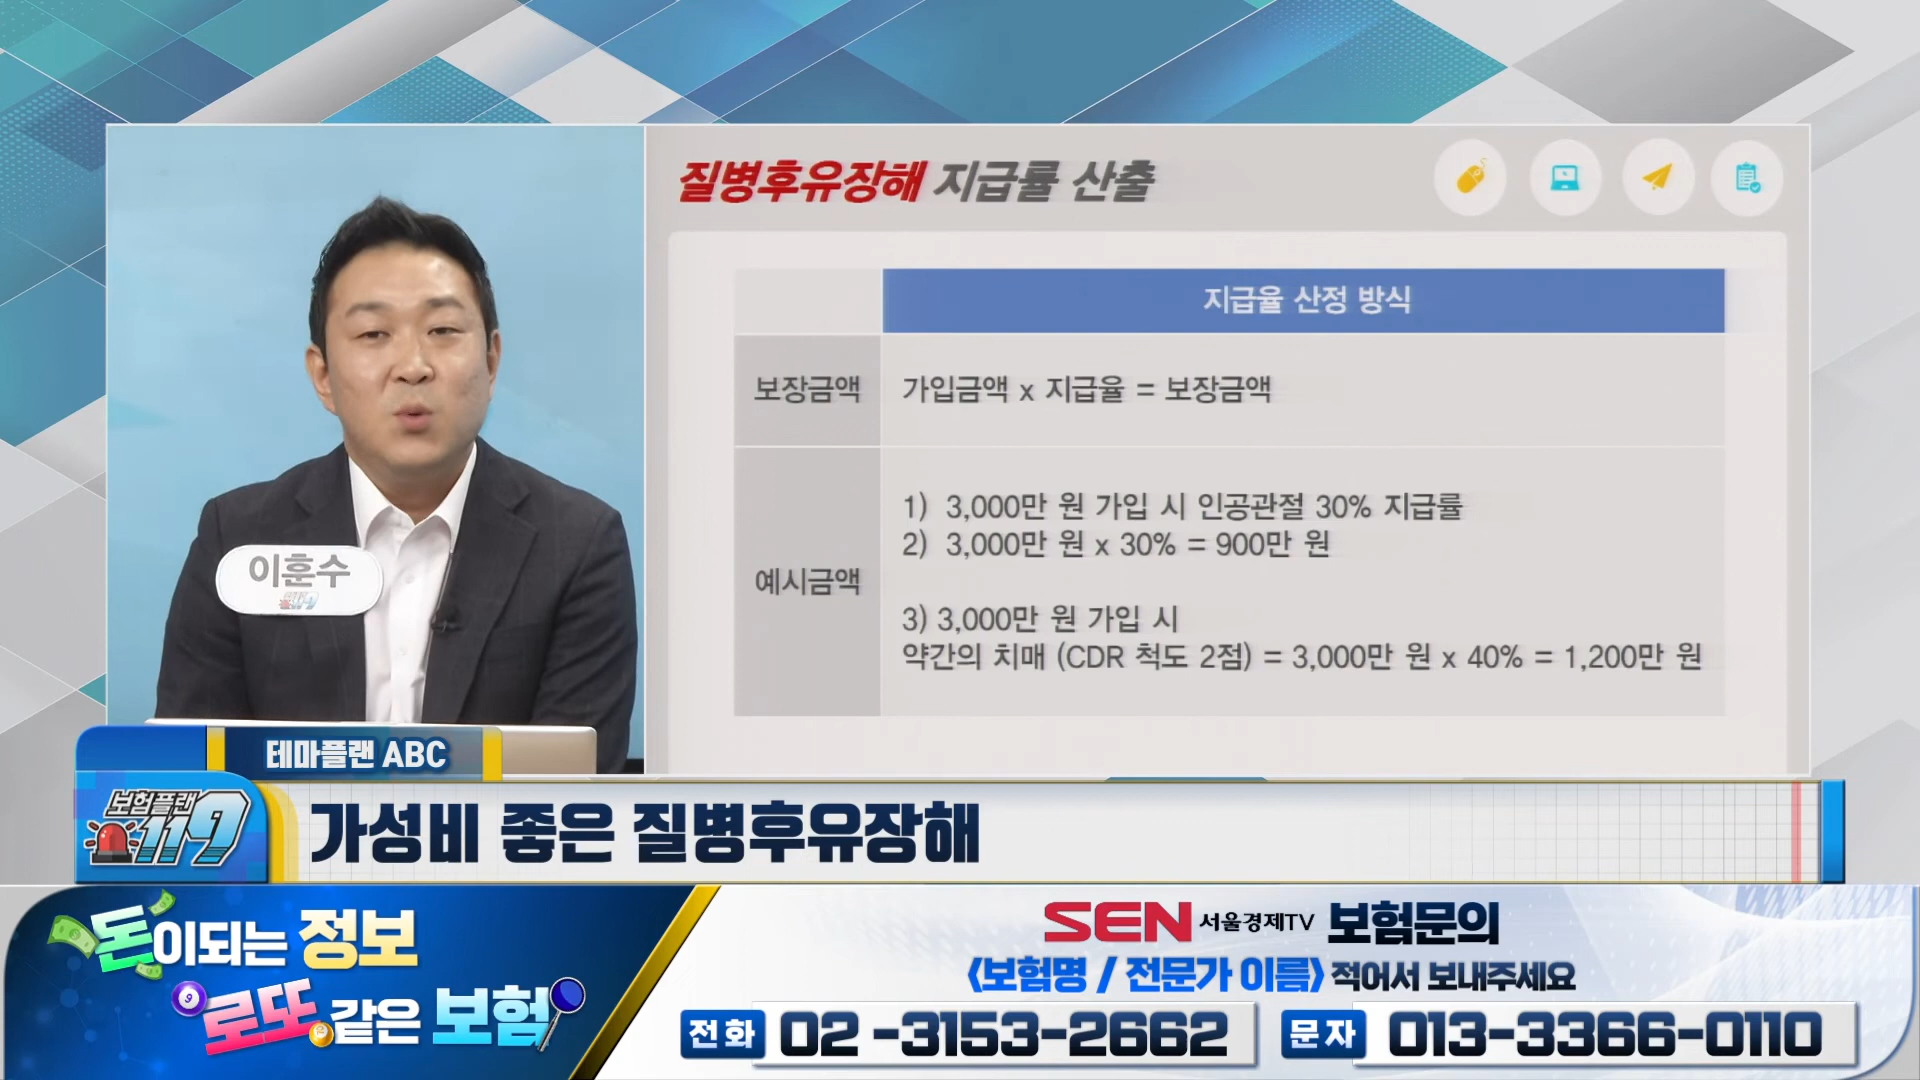 질병후유장해 지급률 산출
지급율 산정 방식
보장금액
가입금액 x 지급율 = 보장금액
예시금액
1) 3,000만 원 가입 시 인공관절 30% 지급률
2) 3,000만 원 x 30% = 900만 원
3) 3,000만 원 가입 시
약간의 치매 (CDR 척도 2점) = 3,000만 원 x 40% = 1,200만 원
이훈수
테마플랜 ABC
보험플랜
119
가성비 좋은 질병후유장해
돈이되는 정보
로또 같은 보험
SEN 서울경제TV 보험문의
<보험명 / 전문가 이름> 적어서 보내주세요
전화 02-3153-2662
문자 013-3366-0110